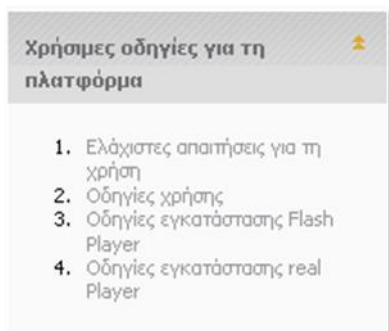 Χρήσιμες οδηγίες για τη
πλατφόρμα
1. Ελάχιστες απαιτήσεις για τη
χρήση
2. Οδηγίες χρήσης
3. Οδηγίες εγκατάστασης Flash
Player
4. Οδηγίες εγκατάστασης real
Player